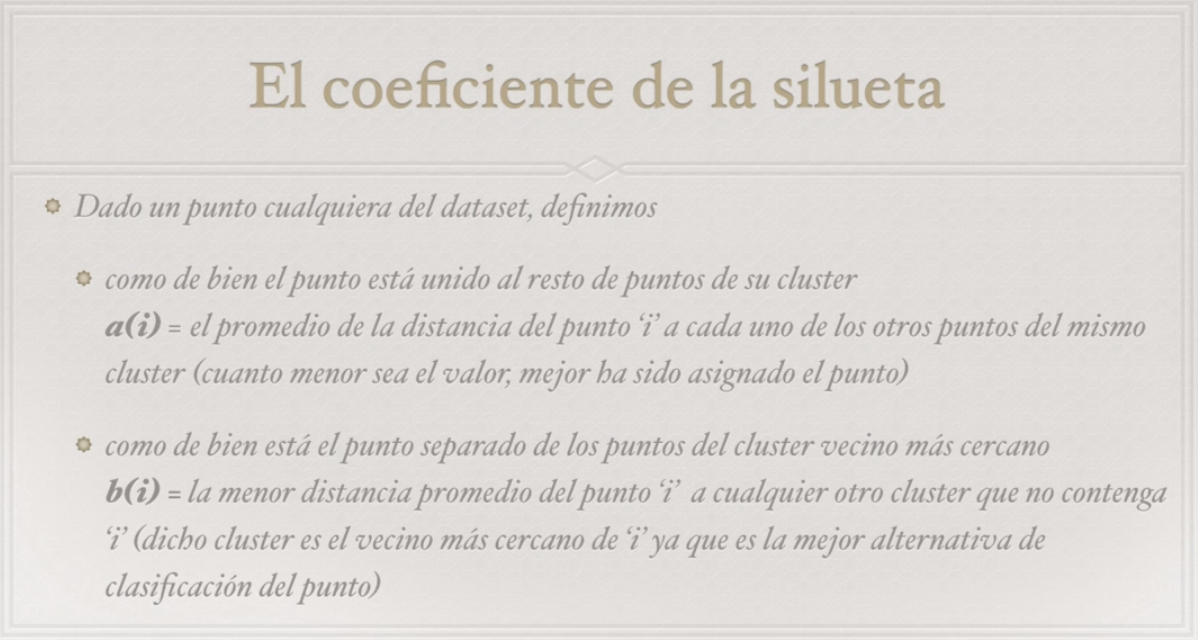 El coeficiente de la silueta
Dado un punto cualquiera del dataset, definimos
como de bien el punto está unido al resto de puntos de su cluster
a(i) = el promedio de la distancia del punto ‘i’ a cada uno de los otros puntos del mismo
cluster (cuanto menor sea el valor, mejor ha sido asignado el punto)
como de bien está el punto separado de los puntos del cluster vecino más cercano
b(i) = la menor distancia promedio del punto ‘i’ a cualquier otro cluster que no contenga
‘i’ (dicho cluster es el vecino más cercano de ‘i’ ya que es la mejor alternativa de
clasificación del punto)